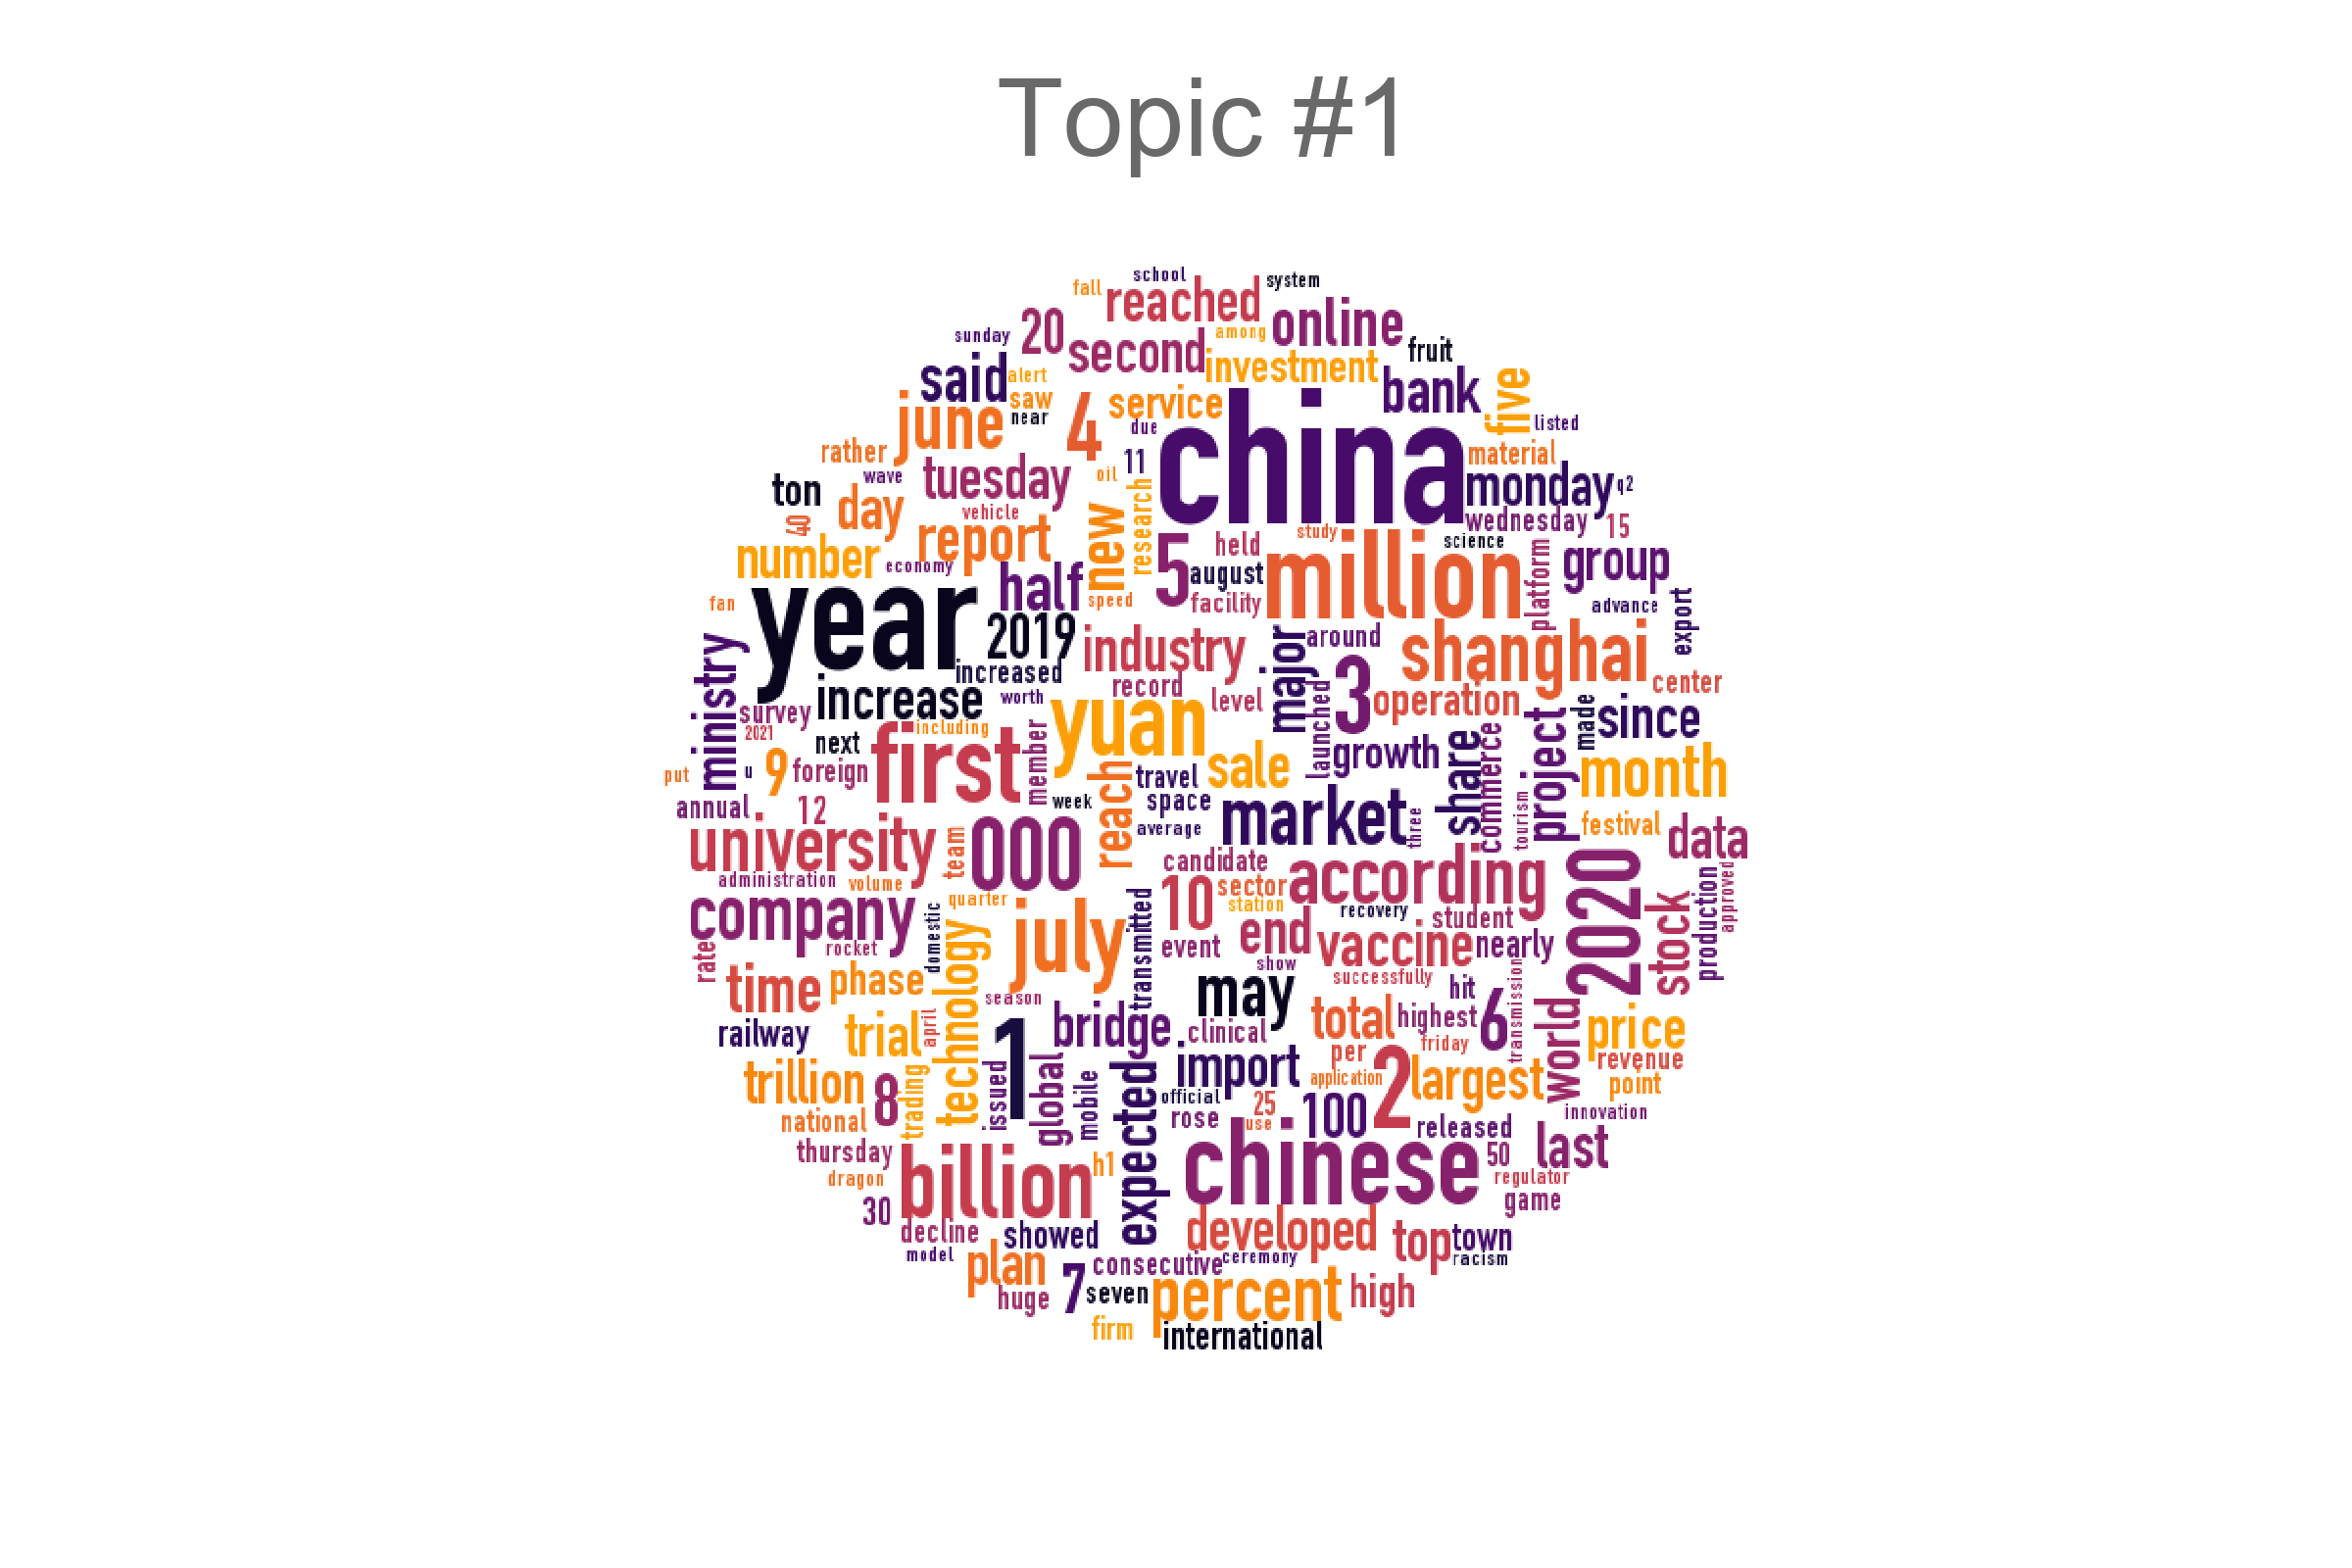 Topic #1
school
system
fall
reached
20
online
sunday
among
second
fruit
investment
said
alert
bank
five
saw
service
june
near
4
china
due
listed
rather
material
11
tuesday
wave
oil
monday
q2
ton
day
research
new
vehicle
wednesday
15
40
report
5
study
science
held
million
platform
number
economy
half
group
august
fan
speed
facility
advance
export
year
2019
industry
major
around
shanghai
ministry
increased
3
center
increase
worth
record
level
operation
made
since
survey
yuan
launched
project
2021
including
first
member
growth
share
commerce
next
u
9
foreign
reach
travel
sale
month
put
tourism
annual
12
week
space
market
university
000
average
three
festival
data
team
candidate
according
2020
administration
volume
10
sector
approved
company
quarter
station
recovery
student
stock
production
july
transmitted
end
vaccine
nearly
domestic
rocket
event
rate
technology
time
phase
show
successfully
season
may
hit
transmission
railway
trial
april
1
bridge
clinical
total
highest
6
world
price
per
friday
revenue
trillion
import
2
largest
8
trading
issued
global
mobile
expected
official
application
point
national
rose
25
use
100
released
innovation
thursday
billion
h1
chinese
50
last
dragon
regulator
30
game
decline
showed
developed
top
town
model
plan
consecutive
ceremony
racism
huge
7
seven
percent
high
firm
international